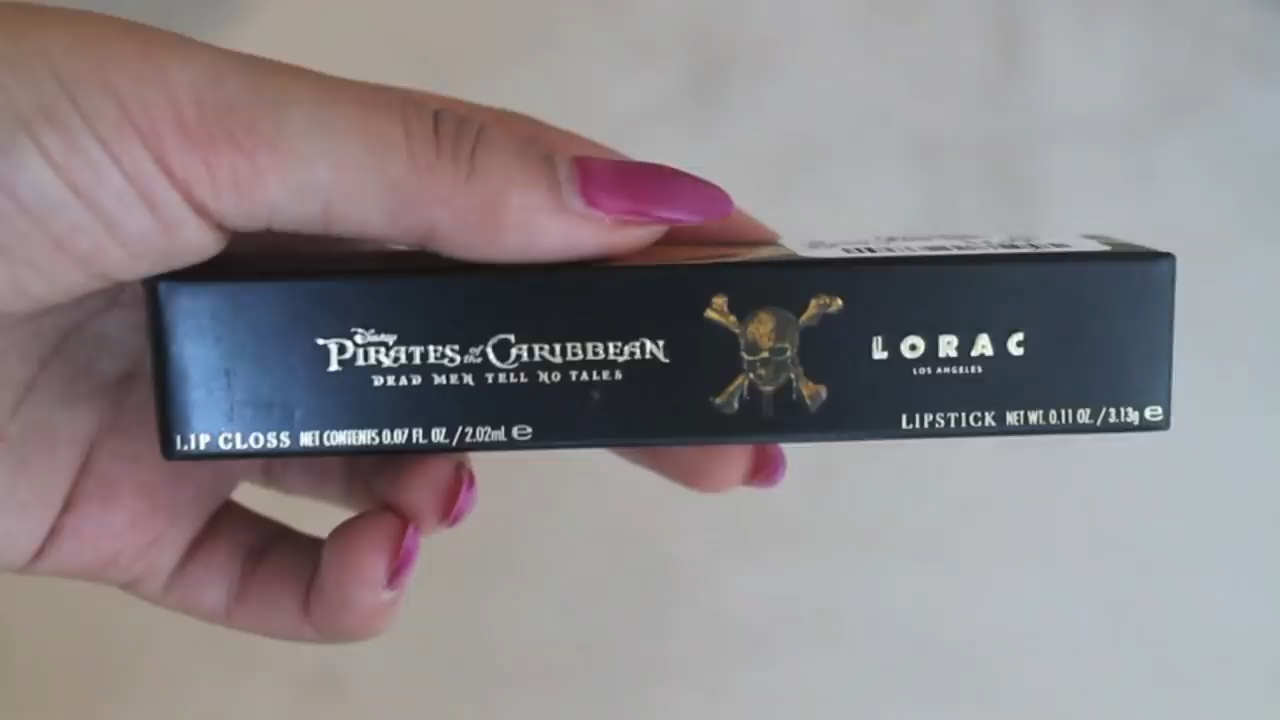 Disney
PIRATES of the CARIBBEAN
DEAD MEN TELL NO TALES
LIP GLOSS NET CONTENTS 0.07 FL. OZ. / 2.02mL e
LORAC
LOS ANGELES
LIPSTICK NET WT. 0.11 OZ. / 3.13g e